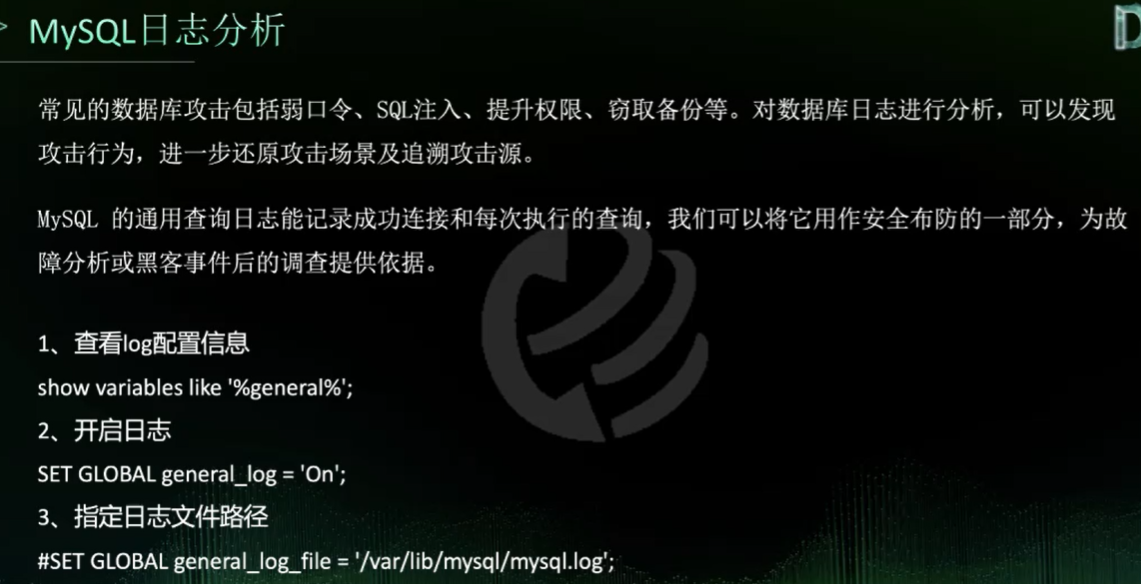 MySQL日志分析
常见的数据库攻击包括弱口令、SQL注入、提升权限、窃取备份等。对数据库日志进行分析，可以发现
攻击行为，进一步还原攻击场景及追溯攻击源。
MySQL 的通用查询日志能记录成功连接和每次执行的查询，我们可以将它用作安全布防的一部分，为故
障分析或黑客事件后的调查提供依据。
1、查看log配置信息
show variables like '%general%';
2、开启日志
SET GLOBAL general_log = 'On';
3、指定日志文件路径
#SET GLOBAL general_log_file = '/var/lib/mysql/mysql.log';